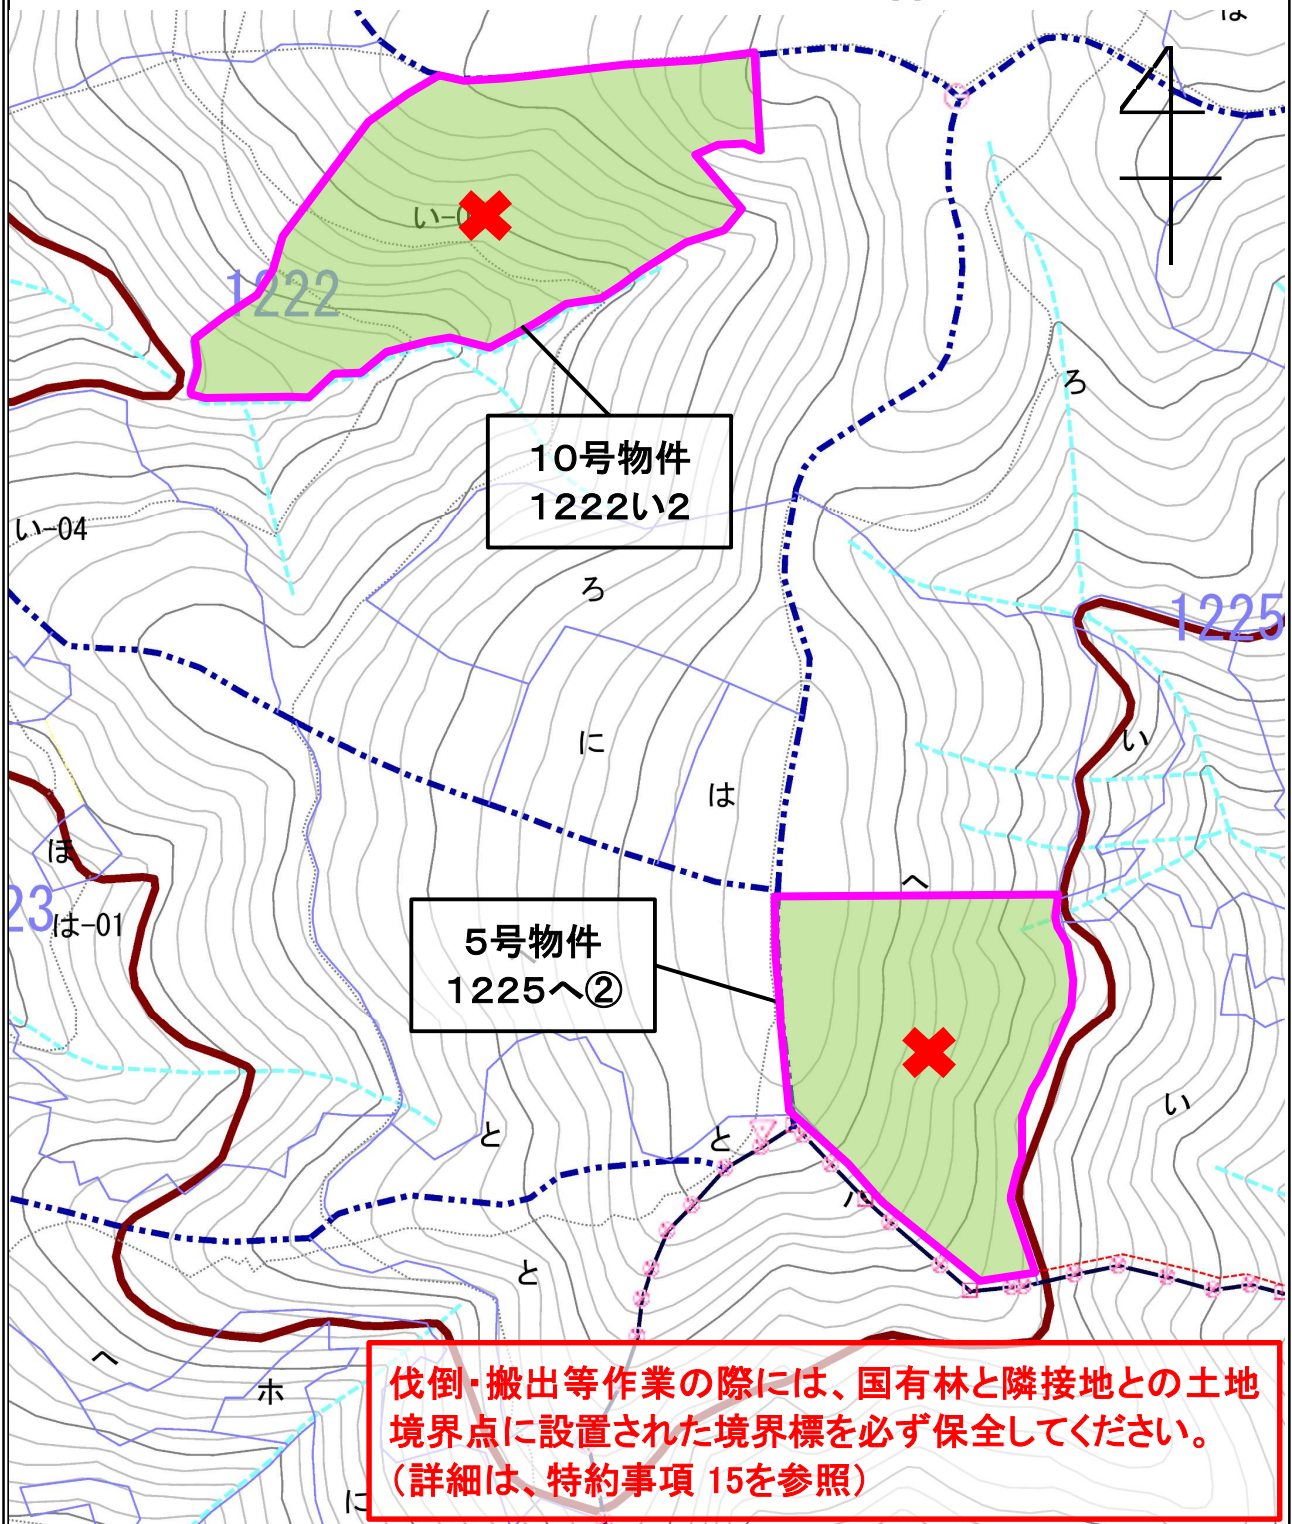 は
い-0
1222
ろ
10号物件
1222い2
い-04
ろ
1225
に
い
は
ほ
へ
23
は-01
5号物件
1225へ②
い
と
と
ハ
と
へ
ホ
伐倒・搬出等作業の際には、国有林と隣接地との土地
境界点に設置された境界標を必ず保全してください。
（詳細は、特約事項 15を参照）
に